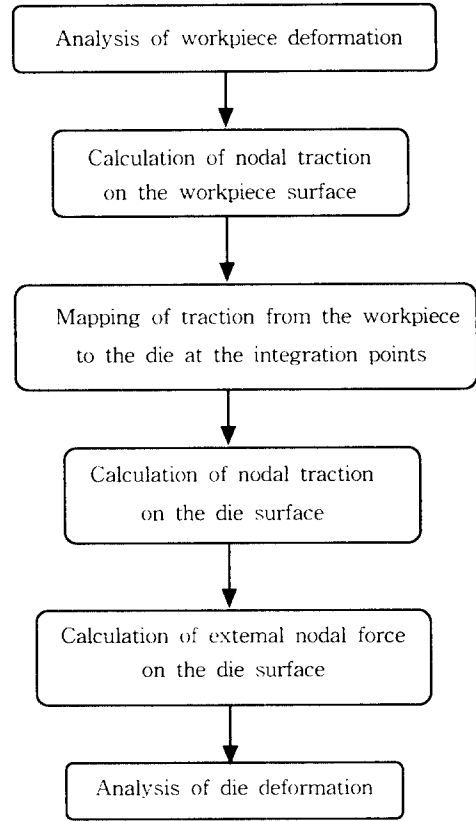 Analysis of workpiece deformation
Calculation of nodal traction
on the workpiece surface
Mapping of traction from the workpiece
to the die at the integration points
Calculation of nodal traction
on the die surface
Calculation of external nodal force
on the die surface
Analysis of die deformation